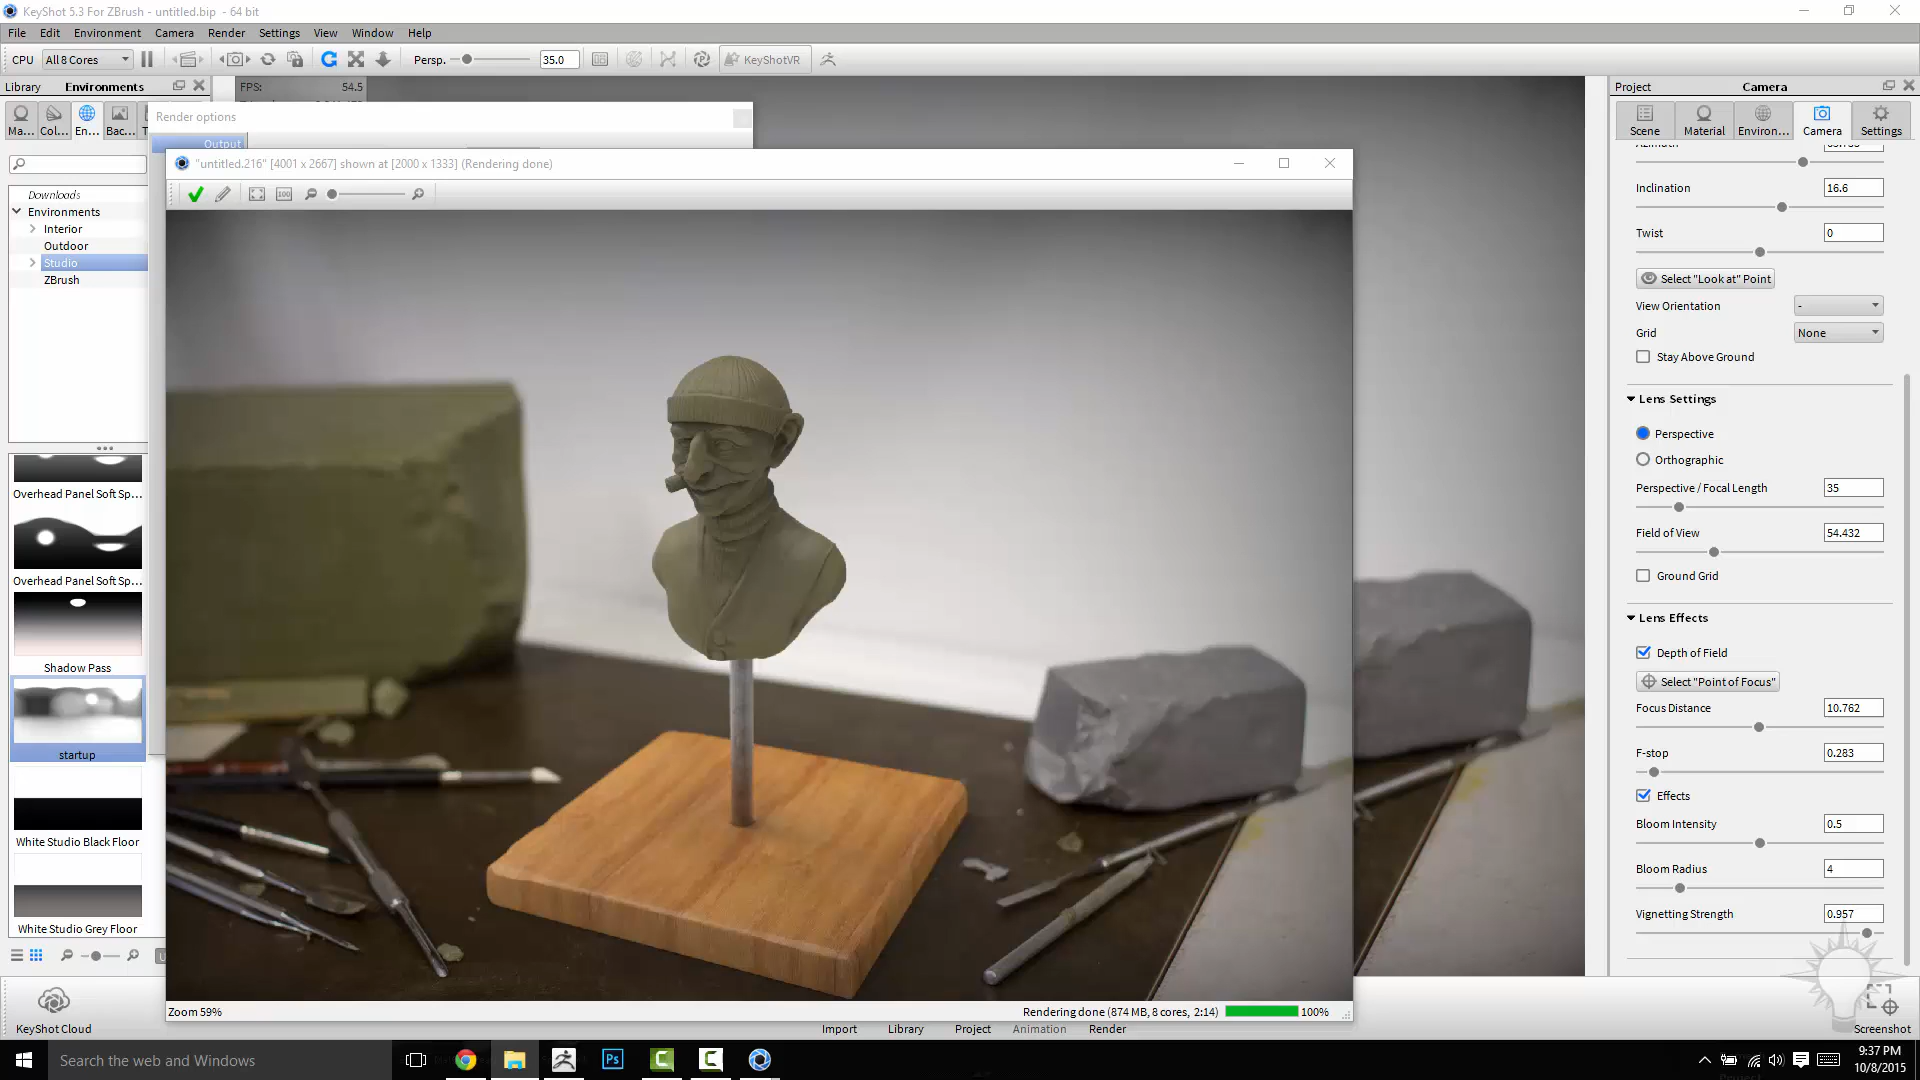 KeyShot 5.3 For ZBrush - untitled.bip - 64 bit
File Edit Environment Camera Render Settings View Window Help
CPU All 8 Cores Persp. 35.0 KeyShotVR
Library Environments
FPS: 54.5
Project Camera
Ma... Col... En... Bac...
Render options
Output
Scene Material Environ... Camera Settings
"untitled.216" [4001 x 2667] shown at [2000 x 1333] (Rendering done)
100
Downloads
Environments
Interior
Outdoor
Studio
ZBrush
Inclination 16.6
Twist 0
Select "Look at" Point
View Orientation -
Grid None
Stay Above Ground
Lens Settings
Perspective
Orthographic
Perspective / Focal Length 35
Field of View 54.432
Ground Grid
Lens Effects
Depth of Field
Select "Point of Focus"
Focus Distance 10.762
F-stop 0.283
Effects
Bloom Intensity 0.5
Bloom Radius 4
Vignetting Strength 0.957
Overhead Panel Soft Sp...
Overhead Panel Soft Sp...
Shadow Pass
startup
White Studio Black Floor
White Studio Grey Floor
Zoom 59%
Rendering done (874 MB, 8 cores, 2:14) 100%
KeyShot Cloud
Import Library Project Animation Render
Screenshot
Search the web and Windows
Ps
9:37 PM
10/8/2015